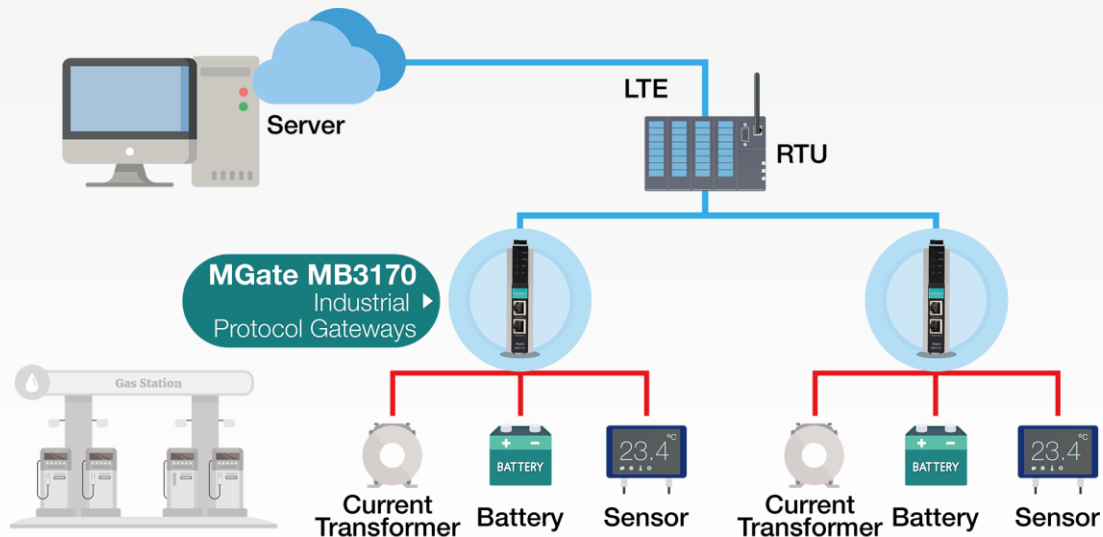 LTE
Server
RTU
MGate MB3170
Industrial
Protocol Gateways
Gas Station
+ -
BATTERY
23.4 °C
+ -
BATTERY
23.4 °C
Current
Transformer
Battery
Sensor
Current
Transformer
Battery
Sensor